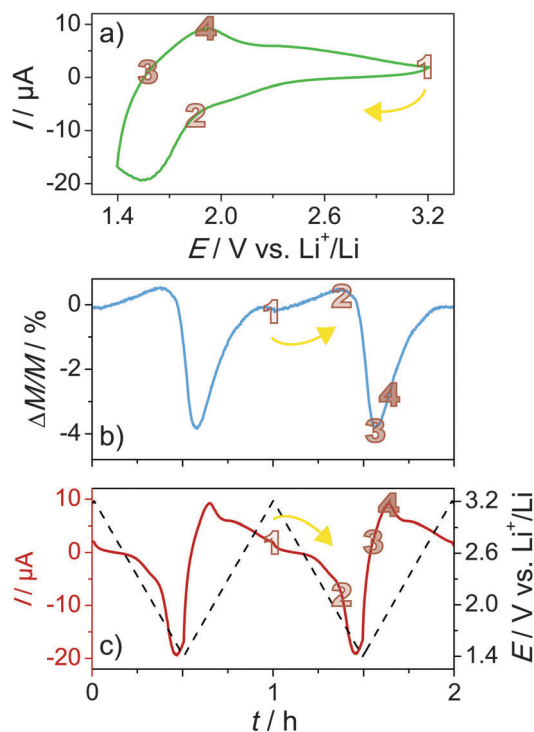 a)
10
0
-10
-20
I / µA
1
2
3
4
1.4 2.0 2.6 3.2
E / V vs. Li⁺/Li
b)
0
-2
-4
ΔM/M / %
1
2
3
4
c)
10
0
-10
-20
I / µA
1
2
3
4
3.2
2.6
2.0
1.4
E / V vs. Li⁺/Li
0 1 2
t / h